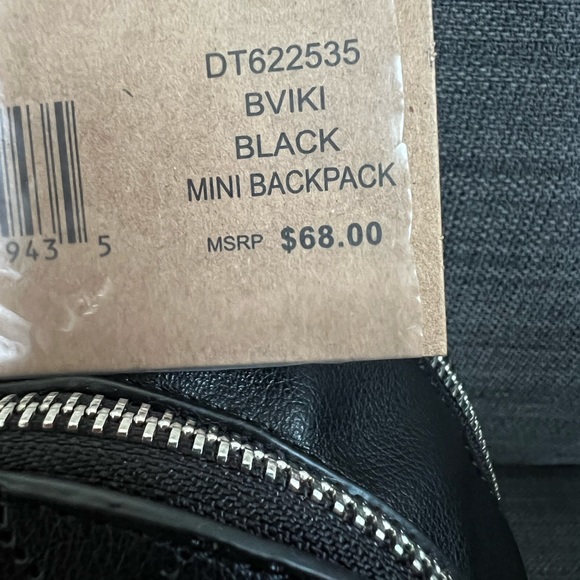 DT622535
BVIKI
BLACK
MINI BACKPACK
MSRP $68.00
943 5